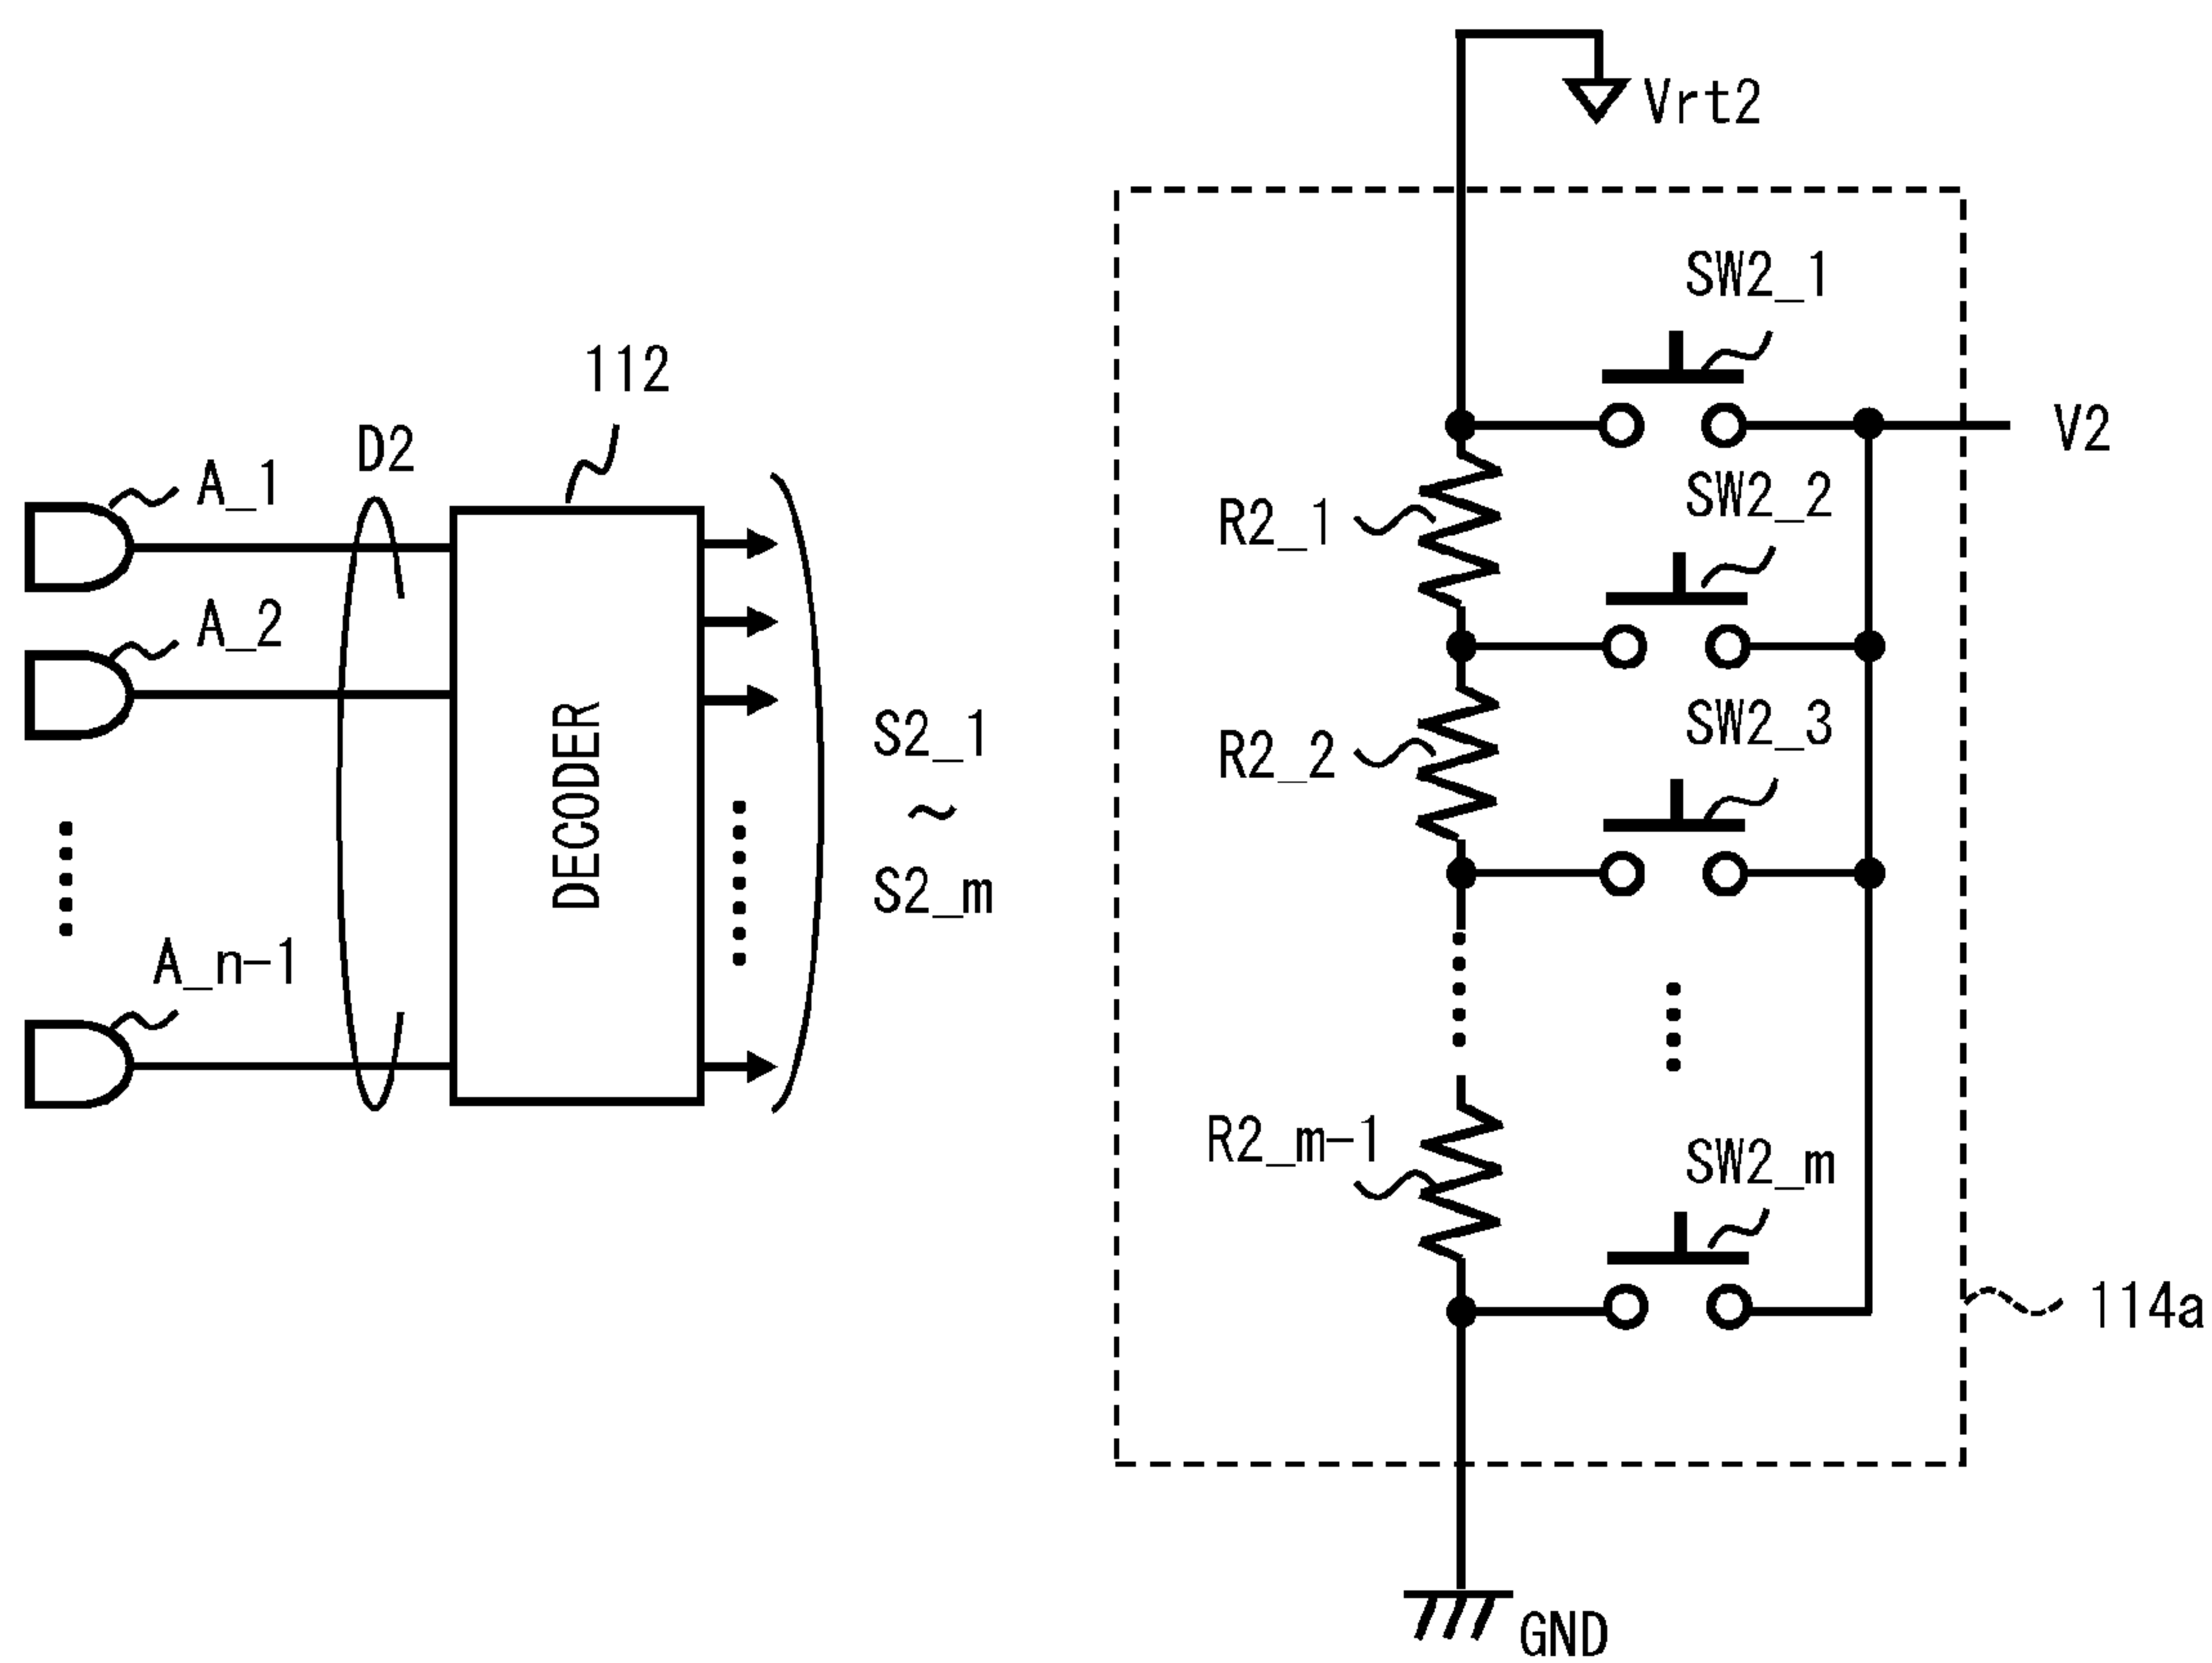 Vrt2
SW2_1
112
D2
V2
A_1
SW2_2
R2_1
A_2
S2_1
SW2_3
DECODER
R2_2
~
S2_m
A_n-1
R2_m-1
SW2_m
114a
GND